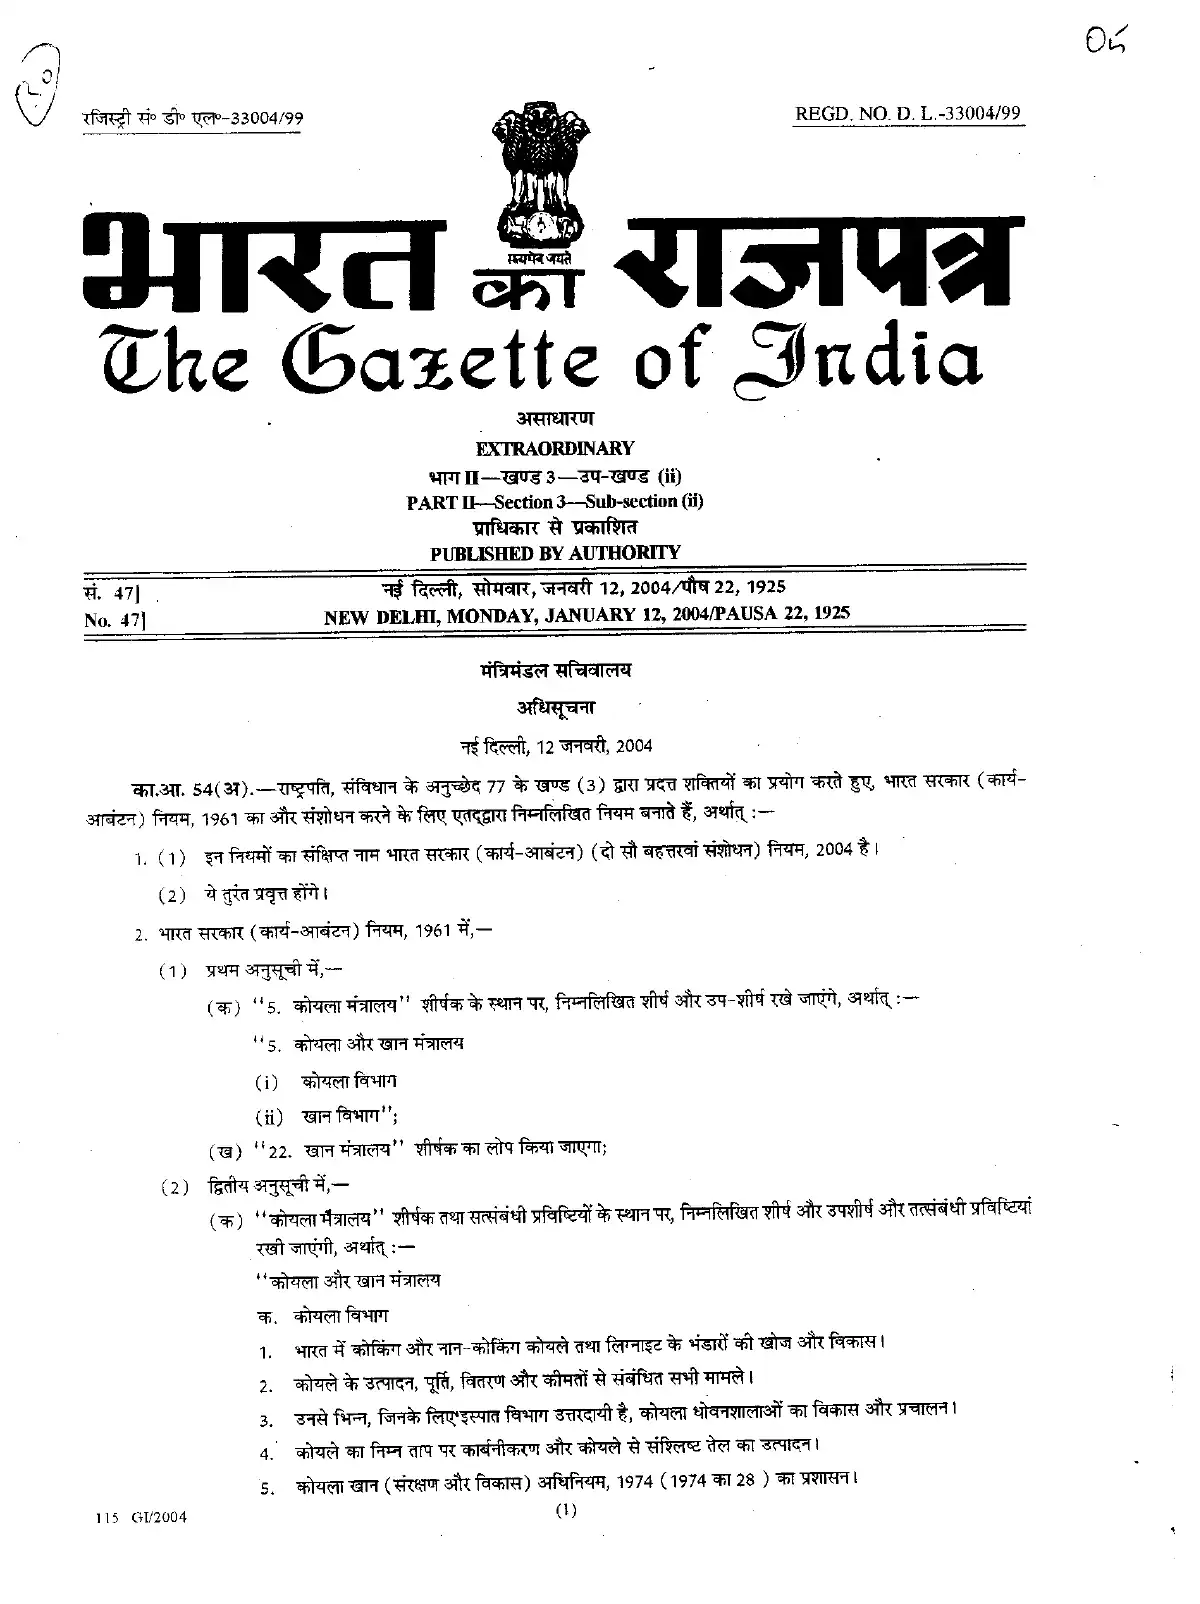 05
20
रजिस्ट्री सं० डी० एल०-33004/99
REGD. NO. D. L.-33004/99
सत्यमेव जयते
भारत का राजपत्र
The Gazette of India
असाधारण
EXTRAORDINARY
भाग II—खण्ड 3—उप-खण्ड (ii)
PART II—Section 3—Sub-section (ii)
प्राधिकार से प्रकाशित
PUBLISHED BY AUTHORITY
सं. 47]
नई दिल्ली, सोमवार, जनवरी 12, 2004/पौष 22, 1925
No. 47]
NEW DELHI, MONDAY, JANUARY 12, 2004/PAUSA 22, 1925
मंत्रिमंडल सचिवालय
अधिसूचना
नई दिल्ली, 12 जनवरी, 2004
का.आ. 54(अ).—राष्ट्रपति, संविधान के अनुच्छेद 77 के खण्ड (3) द्वारा प्रदत्त शक्तियों का प्रयोग करते हुए, भारत सरकार (कार्य-
आबंटन) नियम, 1961 का और संशोधन करने के लिए एतद्द्वारा निम्नलिखित नियम बनाते हैं, अर्थात् :—
1. (1) इन नियमों का संक्षिप्त नाम भारत सरकार (कार्य-आबंटन) (दो सौ बहत्तरवां संशोधन) नियम, 2004 है।
(2) ये तुरंत प्रवृत्त होंगे।
2. भारत सरकार (कार्य-आबंटन) नियम, 1961 में,—
(1) प्रथम अनुसूची में,—
(क) "5. कोयला मंत्रालय" शीर्षक के स्थान पर, निम्नलिखित शीर्ष और उप-शीर्ष रखे जाएंगे, अर्थात् :—
"5. कोयला और खान मंत्रालय
(i) कोयला विभाग
(ii) खान विभाग";
(ख) "22. खान मंत्रालय" शीर्षक का लोप किया जाएगा;
(2) द्वितीय अनुसूची में,—
(क) "कोयला मंत्रालय" शीर्षक तथा सत्संबंधी प्रविष्टियों के स्थान पर, निम्नलिखित शीर्ष और उपशीर्ष और तत्संबंधी प्रविष्टियां
रखी जाएंगी, अर्थात् :—
"कोयला और खान मंत्रालय
क. कोयला विभाग
1. भारत में कोकिंग और नान-कोकिंग कोयले तथा लिग्नाइट के भंडारों की खोज और विकास।
2. कोयले के उत्पादन, पूर्ति, वितरण और कीमतों से संबंधित सभी मामले।
3. उनसे भिन्न, जिनके लिए इस्पात विभाग उत्तरदायी है, कोयला धोवनशालाओं का विकास और प्रचालन।
4. कोयले का निम्न ताप पर कार्बनीकरण और कोयले से संश्लिष्ट तेल का उत्पादन।
5. कोयला खान (संरक्षण और विकास) अधिनियम, 1974 (1974 का 28 ) का प्रशासन।
115 GI/2004
(1)